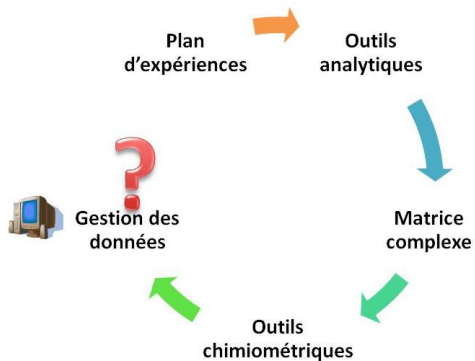 Plan
d'expériences
Outils
analytiques
Matrice
complexe
Outils
chimiométriques
Gestion des
données
?